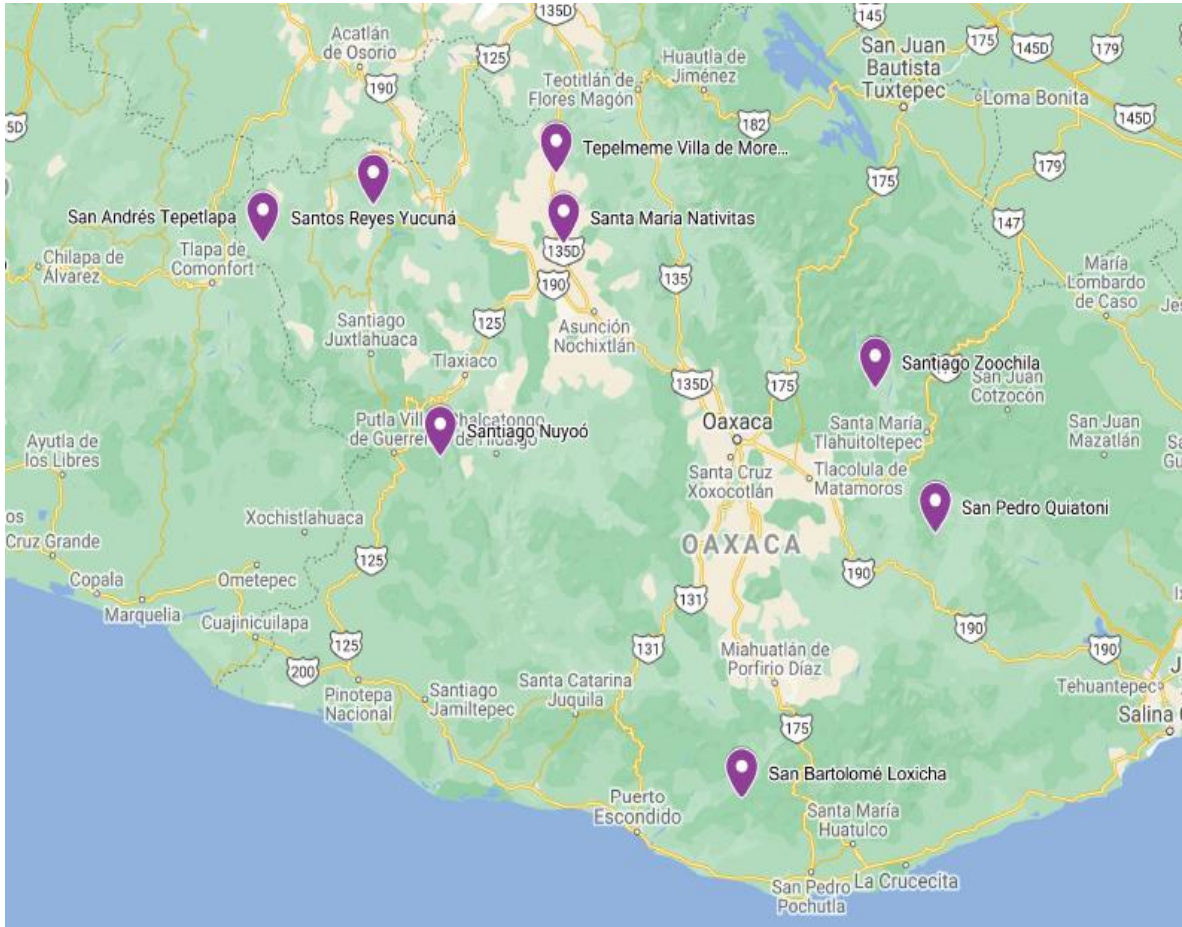 135D
145
Acatlán
de Osorio
125
San Juan
Bautista
Tuxtepec
175
145D
179
Huautla de
Jiménez
Teotitlán de
Flores Magón
190
Loma Bonita
145D
5D
182
Tepelmeme Villa de More...
179
175
San Andrés Tepetlapa
Santos Reyes Yucuná
Santa María Nativitas
147
Chilapa de
Álvarez
Tlapa de
Comonfort
135D
190
135
María
Lombardo
de Caso
Santiago
Juxtlahuaca
125
Asunción
Nochixtlán
Tlaxiaco
135D
175
Santiago Zoochila
San Juan
Cotzocón
Putla Villa
de Guerrero
Chalcatongo
de Hidalgo
Santiago Nuyoó
Oaxaca
Santa María
Tlahuitoltepec
San Juan
Mazatlán
Ayutla de
los Libres
Santa Cruz
Xoxocotlán
Tlacolula de
Matamoros
San Pedro Quiatoni
Xochistlahuaca
os
Cruz Grande
OAXACA
125
190
Copala
Ometepec
Marquelia
131
Cuajinicuilapa
125
131
190
190
Miahuatlán de
Porfirio Díaz
200
Pinotepa
Nacional
Santiago
Jamiltepec
Santa Catarina
Juquila
Tehuantepec
Salina
175
San Bartolomé Loxicha
Puerto
Escondido
Santa María
Huatulco
San Pedro
Pochutla
La Crucecita